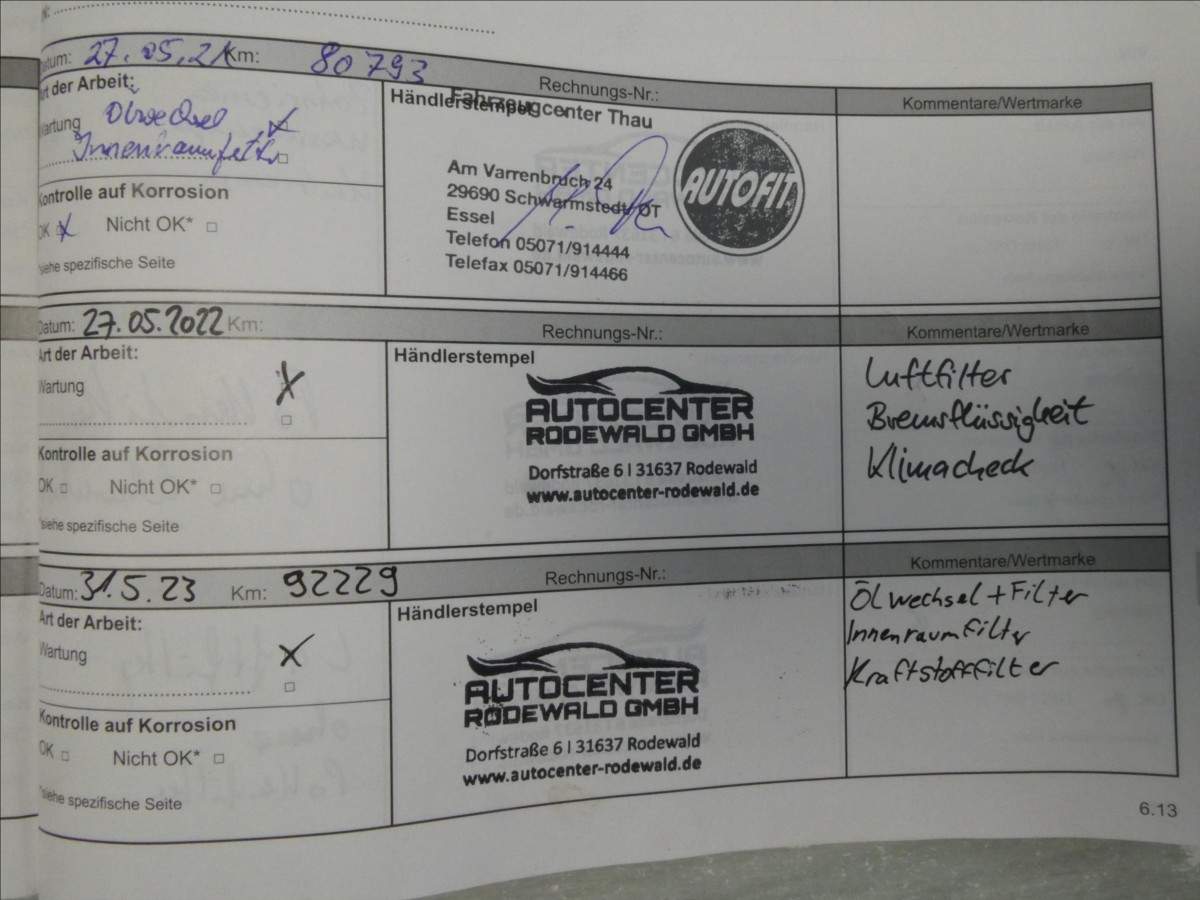 Datum: 27.05.21 Km: 80793
Rechnungs-Nr.:
Kommentare/Wertmarke
Art der Arbeit:
Wartung Ölwechsel
Innenraumfilter
Kontrolle auf Korrosion
OK Nicht OK*
*siehe spezifische Seite
Händlerstempel
Fahrzeugcenter Thau
Am Varrenbruch 24
29690 Schwarmstedt OT
Essel
Telefon 05071/914444
Telefax 05071/914466
AUTOFIT
Datum: 27.05.2022 Km:
Rechnungs-Nr.:
Kommentare/Wertmarke
Art der Arbeit:
Wartung
Kontrolle auf Korrosion
OK Nicht OK*
*siehe spezifische Seite
Händlerstempel
AUTOCENTER
RODEWALD GMBH
Dorfstraße 6 | 31637 Rodewald
www.autocenter-rodewald.de
Luftfilter
Bremsflüssigkeit
Klimacheck
Datum: 31.5.23 Km: 92229
Rechnungs-Nr.:
Kommentare/Wertmarke
Art der Arbeit:
Wartung
Kontrolle auf Korrosion
OK Nicht OK*
*siehe spezifische Seite
Händlerstempel
AUTOCENTER
RODEWALD GMBH
Dorfstraße 6 | 31637 Rodewald
www.autocenter-rodewald.de
Ölwechsel + Filter
Innenraumfilter
Kraftstofffilter
6.13